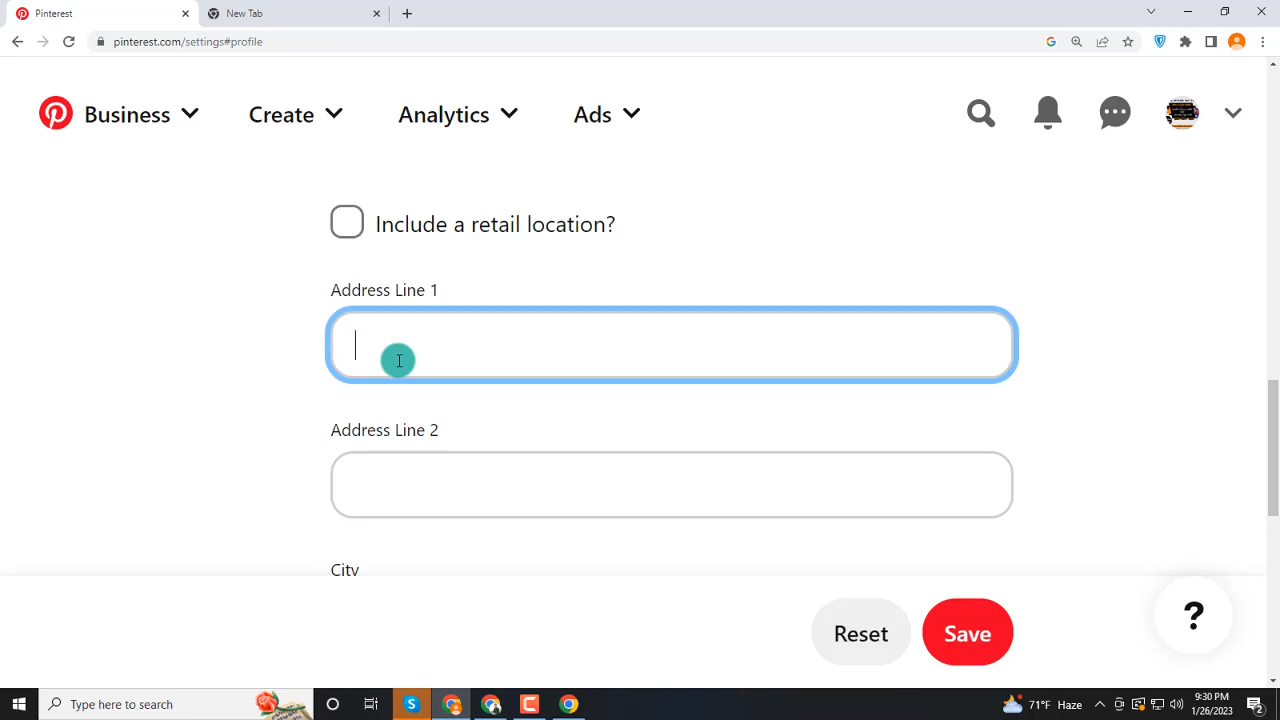 Pinterest
New Tab
pinterest.com/settings#profile
Business
Create
Analytics
Ads
Include a retail location?
Address Line 1
Address Line 2
City
Reset
Save
?
Type here to search
71°F Haze
9:30 PM
1/26/2023
2